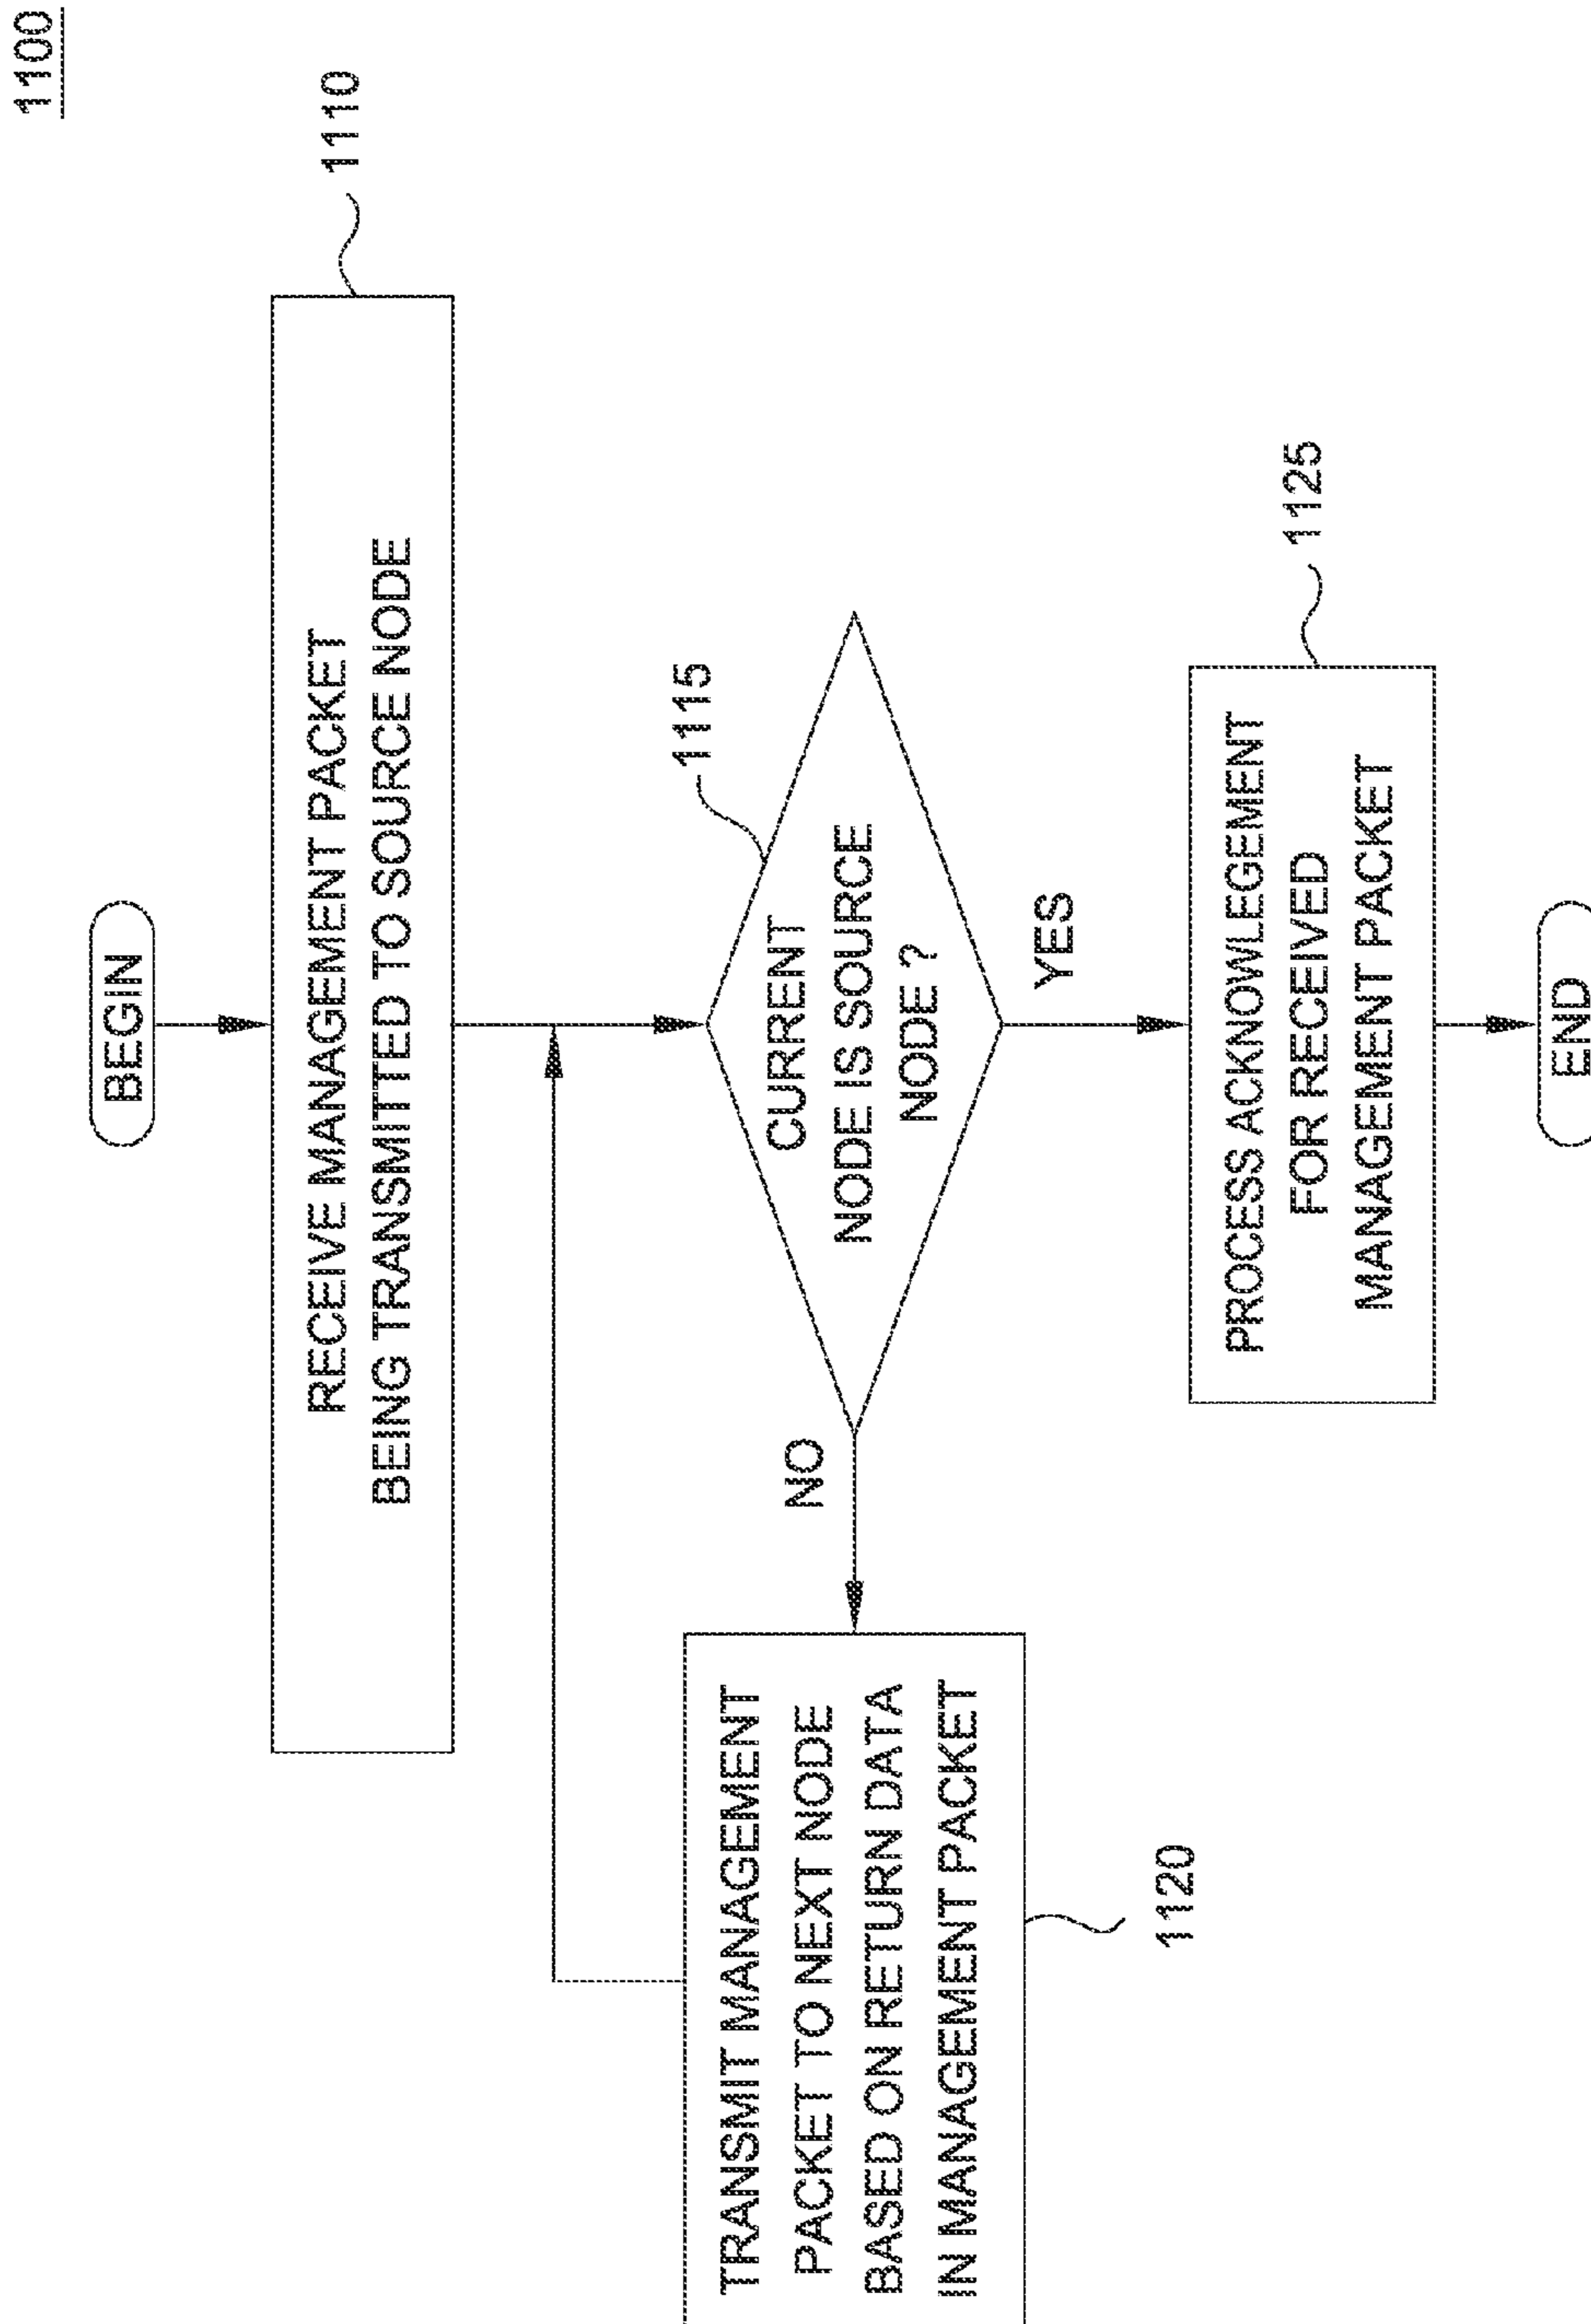 1100
BEGIN
RECEIVE MANAGEMENT PACKET
BEING TRANSMITTED TO SOURCE NODE
1110
1115
CURRENT
NODE IS SOURCE
NODE ?
NO
YES
TRANSMIT MANAGEMENT
PACKET TO NEXT NODE
BASED ON RETURN DATA
IN MANAGEMENT PACKET
1120
PROCESS ACKNOWLEGEMENT
FOR RECEIVED
MANAGEMENT PACKET
1125
END